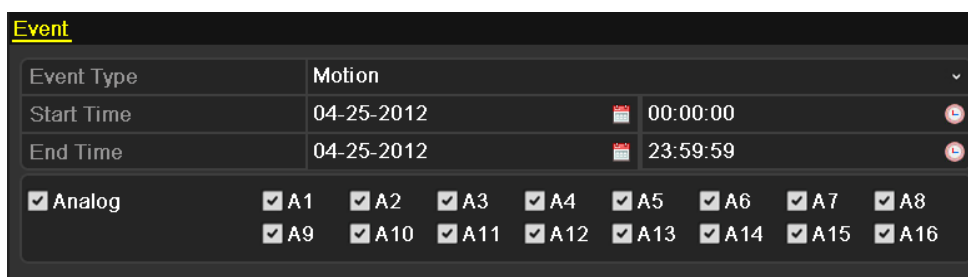 Event
Event Type Motion
Start Time 04-25-2012 00:00:00
End Time 04-25-2012 23:59:59
Analog A1 A2 A3 A4 A5 A6 A7 A8
A9 A10 A11 A12 A13 A14 A15 A16